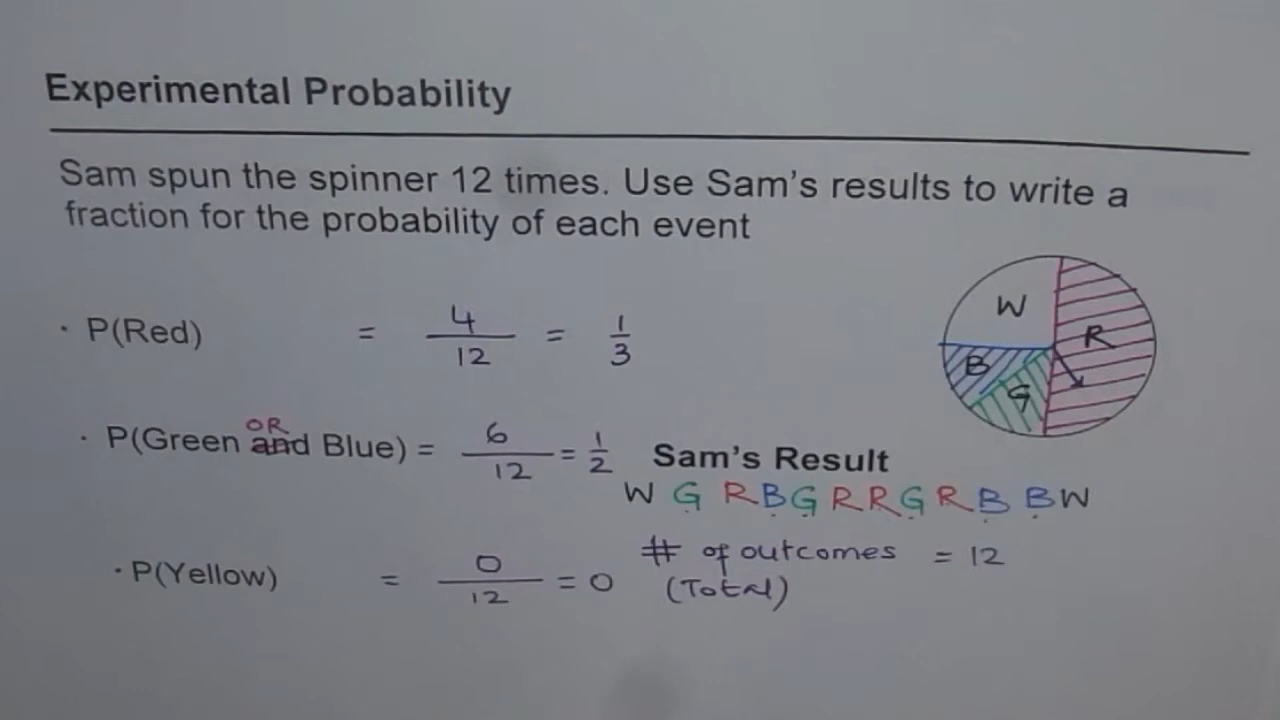 Experimental Probability
Sam spun the spinner 12 times. Use Sam's results to write a
fraction for the probability of each event
W
R
B
G
· P(Red) = 4/12 = 1/3
OR
· P(Green and Blue) = 6/12 = 1/2
Sam's Result
W G R B G R R G R B B W
# of outcomes = 12
(Total)
· P(Yellow) = 0/12 = 0